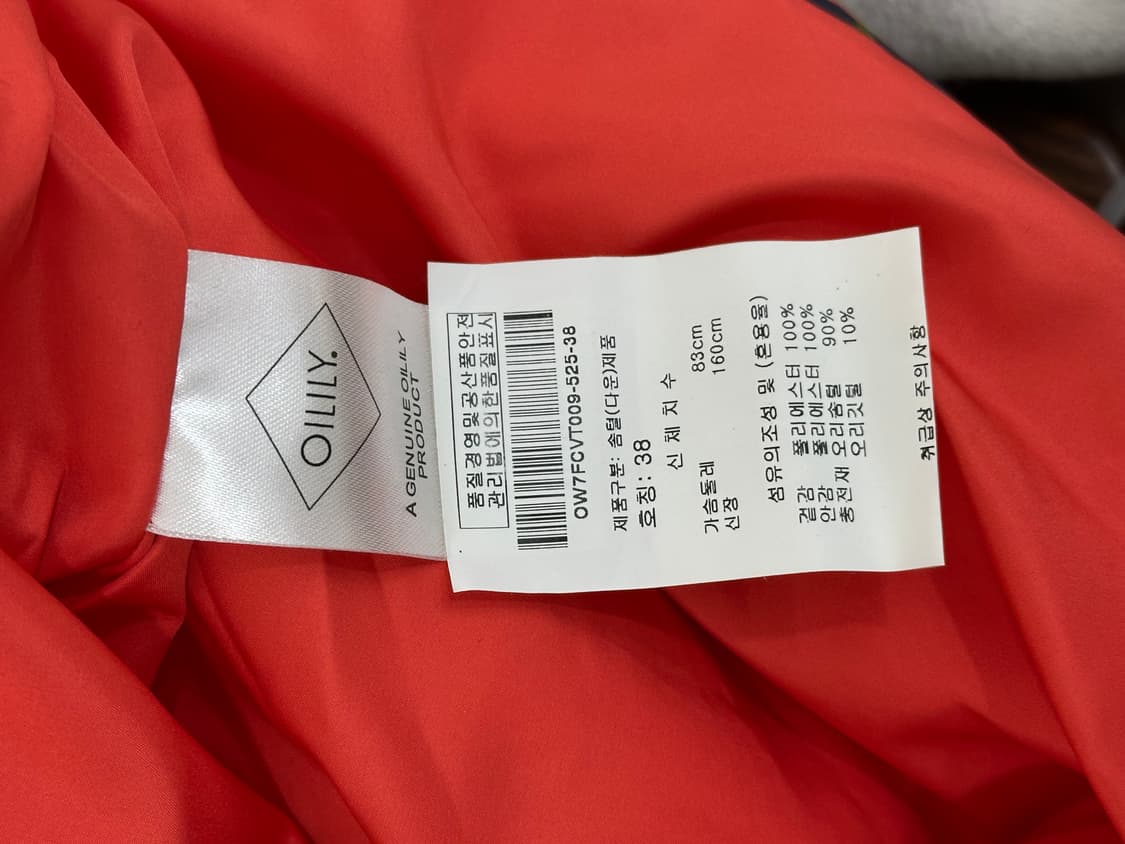 OILILY.
A GENUINE OILILY
PRODUCT
품질경영및공산품안전
관리법에의한품질표시
OW7FCVT009-525-38
제품구분: 솜털(다운)제품
호칭: 38
신 체 치 수
가슴둘레 83cm
신장 160cm
섬유의조성 및 (혼용율)
겉감 폴리에스터 100%
안감 폴리에스터 100%
충전재 오리솜털 90%
오리깃털 10%
취급상 주의사항